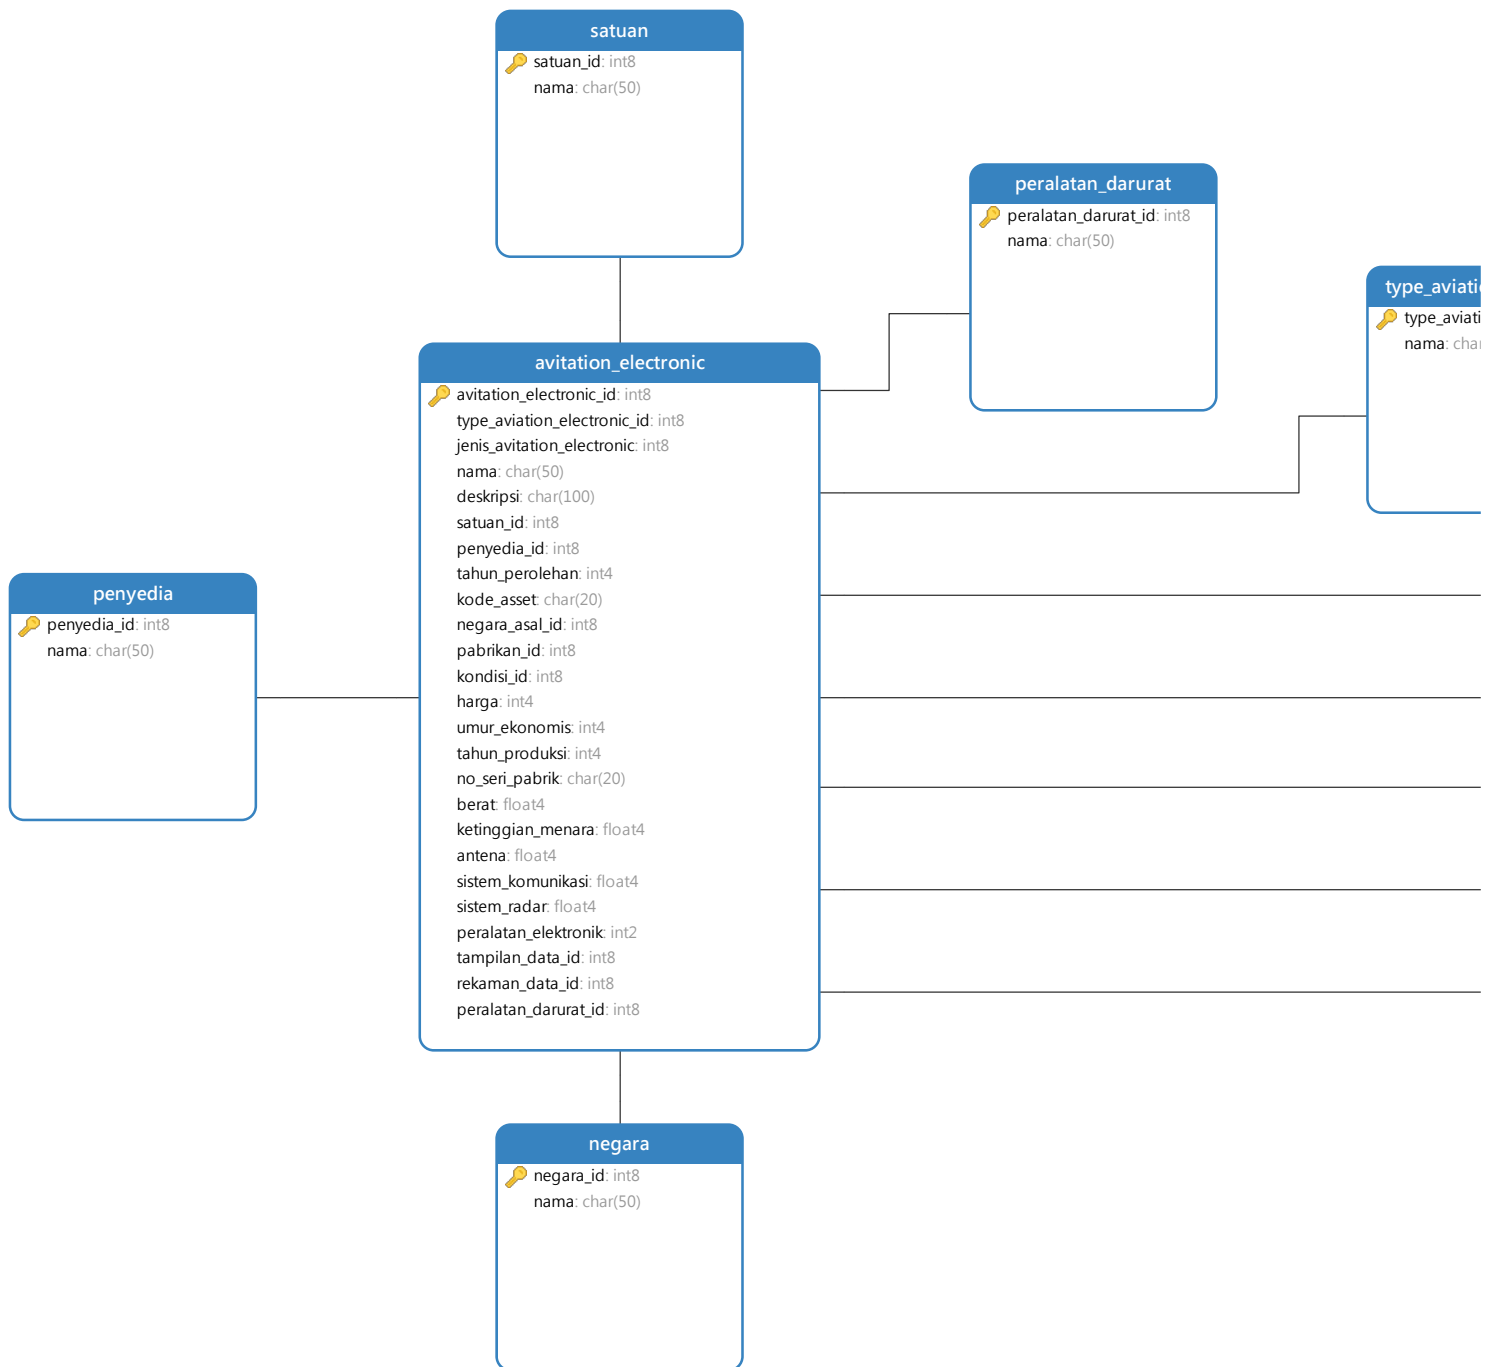 satuan
satuan_id: int8
nama: char(50)
peralatan_darurat
peralatan_darurat_id: int8
nama: char(50)
type_aviati
type_aviati
nama: char
avitation_electronic
avitation_electronic_id: int8
type_aviation_electronic_id: int8
jenis_avitation_electronic: int8
nama: char(50)
deskripsi: char(100)
satuan_id: int8
penyedia_id: int8
tahun_perolehan: int4
kode_asset: char(20)
negara_asal_id: int8
pabrikan_id: int8
kondisi_id: int8
harga: int4
umur_ekonomis: int4
tahun_produksi: int4
no_seri_pabrik: char(20)
berat: float4
ketinggian_menara: float4
antena: float4
sistem_komunikasi: float4
sistem_radar: float4
peralatan_elektronik: int2
tampilan_data_id: int8
rekaman_data_id: int8
peralatan_darurat_id: int8
penyedia
penyedia_id: int8
nama: char(50)
negara
negara_id: int8
nama: char(50)